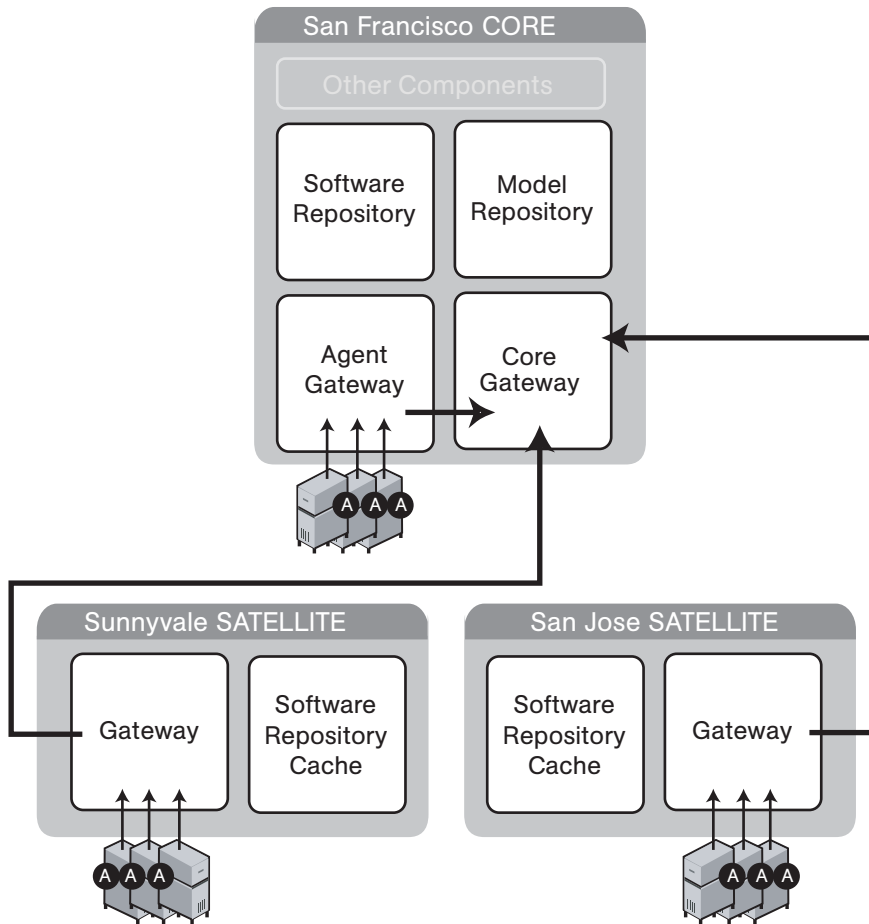 San Francisco CORE
Other Components
Software
Repository
Model
Repository
Agent
Gateway
Core
Gateway
A A A
Sunnyvale SATELLITE
Gateway
Software
Repository
Cache
A A A
San Jose SATELLITE
Software
Repository
Cache
Gateway
A A A